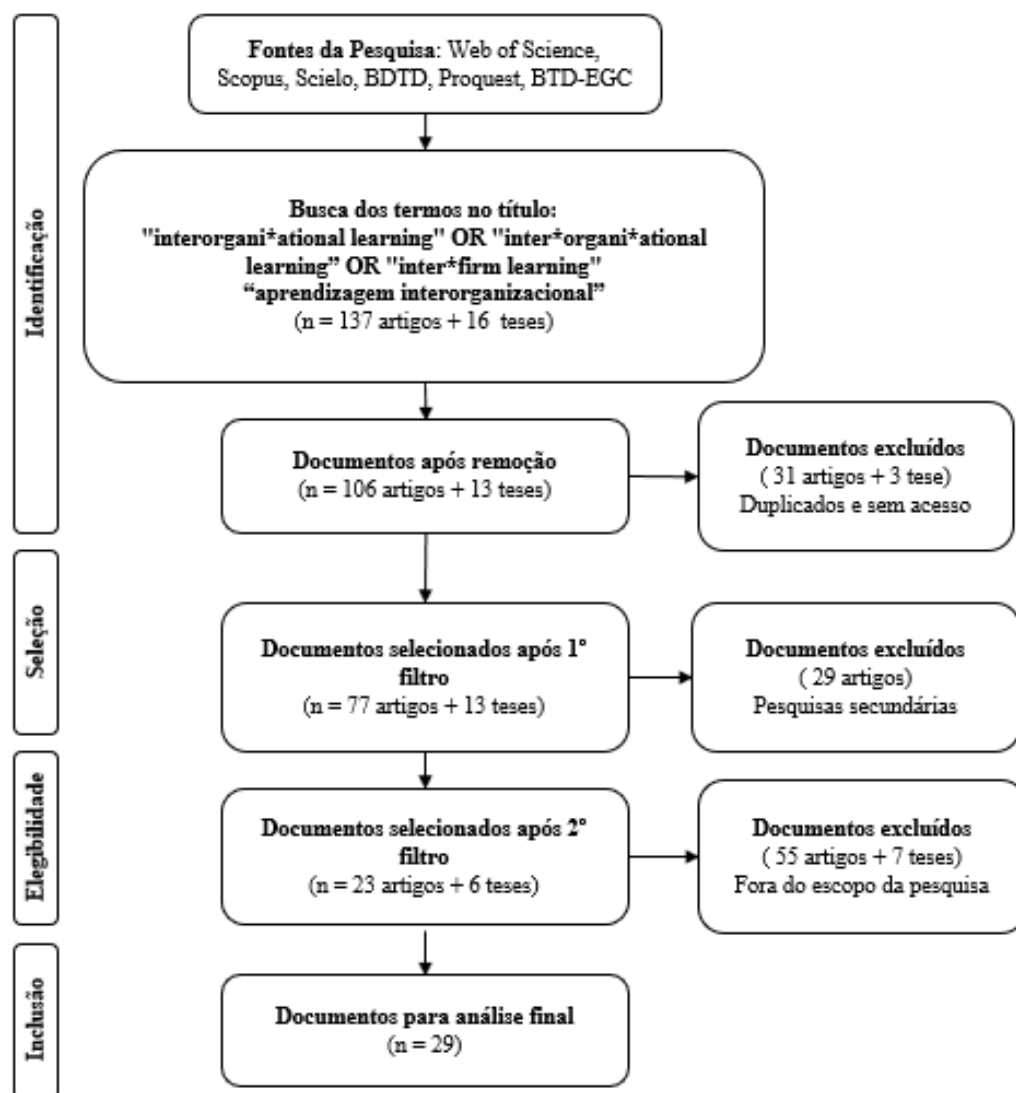 Identificação
Fontes da Pesquisa: Web of Science,
Scopus, Scielo, BDTD, Proquest, BTD-EGC
Busca dos termos no título:
"interorgani*ational learning" OR "inter*organi*ational
learning” OR "inter*firm learning"
“aprendizagem interorganizacional”
(n = 137 artigos + 16 teses)
Documentos após remoção
(n = 106 artigos + 13 teses)
Documentos excluídos
( 31 artigos + 3 tese)
Duplicados e sem acesso
Seleção
Documentos selecionados após 1°
filtro
(n = 77 artigos + 13 teses)
Documentos excluídos
( 29 artigos)
Pesquisas secundárias
Elegibilidade
Documentos selecionados após 2°
filtro
(n = 23 artigos + 6 teses)
Documentos excluídos
( 55 artigos + 7 teses)
Fora do escopo da pesquisa
Inclusão
Documentos para análise final
(n = 29)